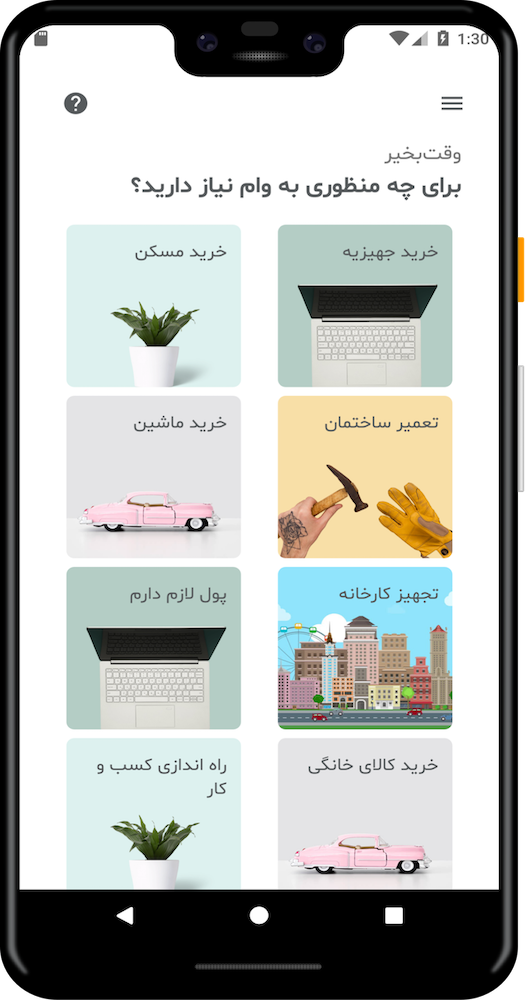 1:30
وقت‌بخیر
برای چه منظوری به وام نیاز دارید؟
خرید جهیزیه
خرید مسکن
تعمیر ساختمان
خرید ماشین
تجهیز کارخانه
پول لازم دارم
خرید کالای خانگی
راه اندازی کسب و
کار